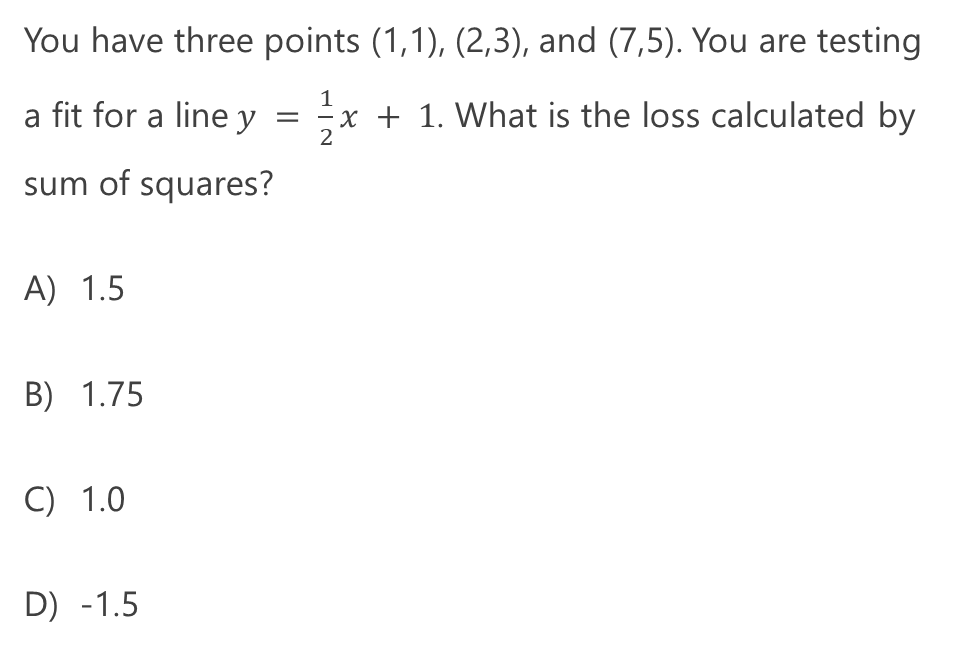 You have three points (1,1), (2,3), and (7,5). You are testing
a fit for a line y = 1/2 x + 1. What is the loss calculated by
sum of squares?
A) 1.5
B) 1.75
C) 1.0
D) -1.5